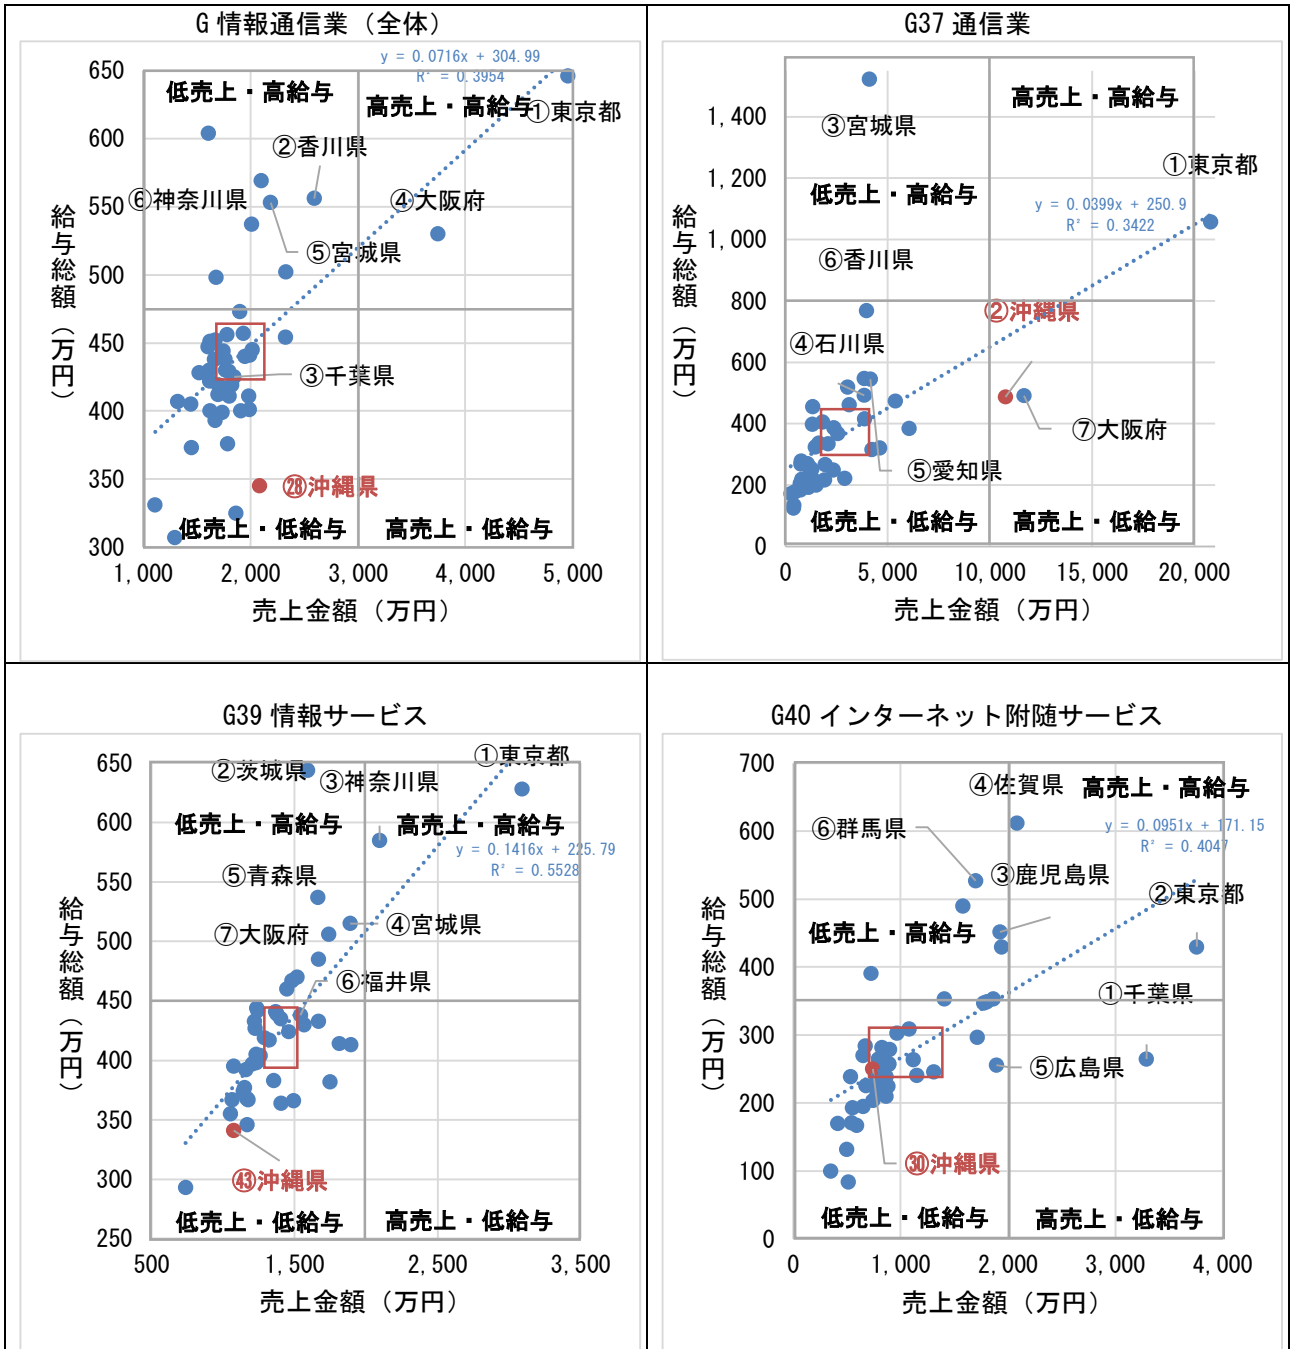 G 情報通信業（全体）
y = 0.0716x + 304.99
R² = 0.3954
低売上・高給与
高売上・高給与
①東京都
②香川県
⑥神奈川県
④大阪府
⑤宮城県
③千葉県
㉘沖縄県
低売上・低給与
高売上・低給与
650
600
550
500
450
400
350
300
給与総額（万円）
1,000
2,000
3,000
4,000
5,000
売上金額（万円）
G37 通信業
高売上・高給与
③宮城県
①東京都
低売上・高給与
y = 0.0399x + 250.9
R² = 0.3422
⑥香川県
②沖縄県
④石川県
⑦大阪府
⑤愛知県
低売上・低給与
高売上・低給与
1,400
1,200
1,000
800
600
400
200
0
給与総額（万円）
0
5,000
10,000
15,000
20,000
売上金額（万円）
G39 情報サービス
①東京都
②茨城県
③神奈川県
低売上・高給与
高売上・高給与
y = 0.1416x + 225.79
R² = 0.5528
⑤青森県
④宮城県
⑦大阪府
⑥福井県
㊸沖縄県
低売上・低給与
高売上・低給与
650
600
550
500
450
400
350
300
250
給与総額（万円）
500
1,500
2,500
3,500
売上金額（万円）
G40 インターネット附随サービス
④佐賀県
高売上・高給与
⑥群馬県
y = 0.0951x + 171.15
R² = 0.4047
③鹿児島県
②東京都
低売上・高給与
①千葉県
⑤広島県
㉚沖縄県
低売上・低給与
高売上・低給与
700
600
500
400
300
200
100
0
給与総額（万円）
0
1,000
2,000
3,000
4,000
売上金額（万円）